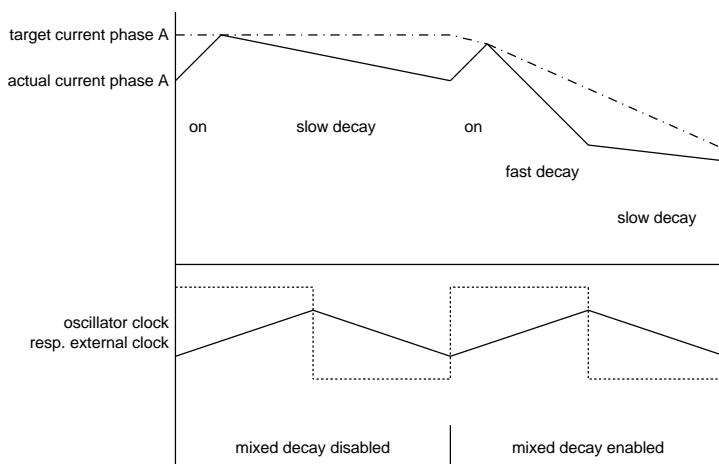 target current phase A
actual current phase A
on
slow decay
on
fast decay
slow decay
oscillator clock
resp. external clock
mixed decay disabled
mixed decay enabled